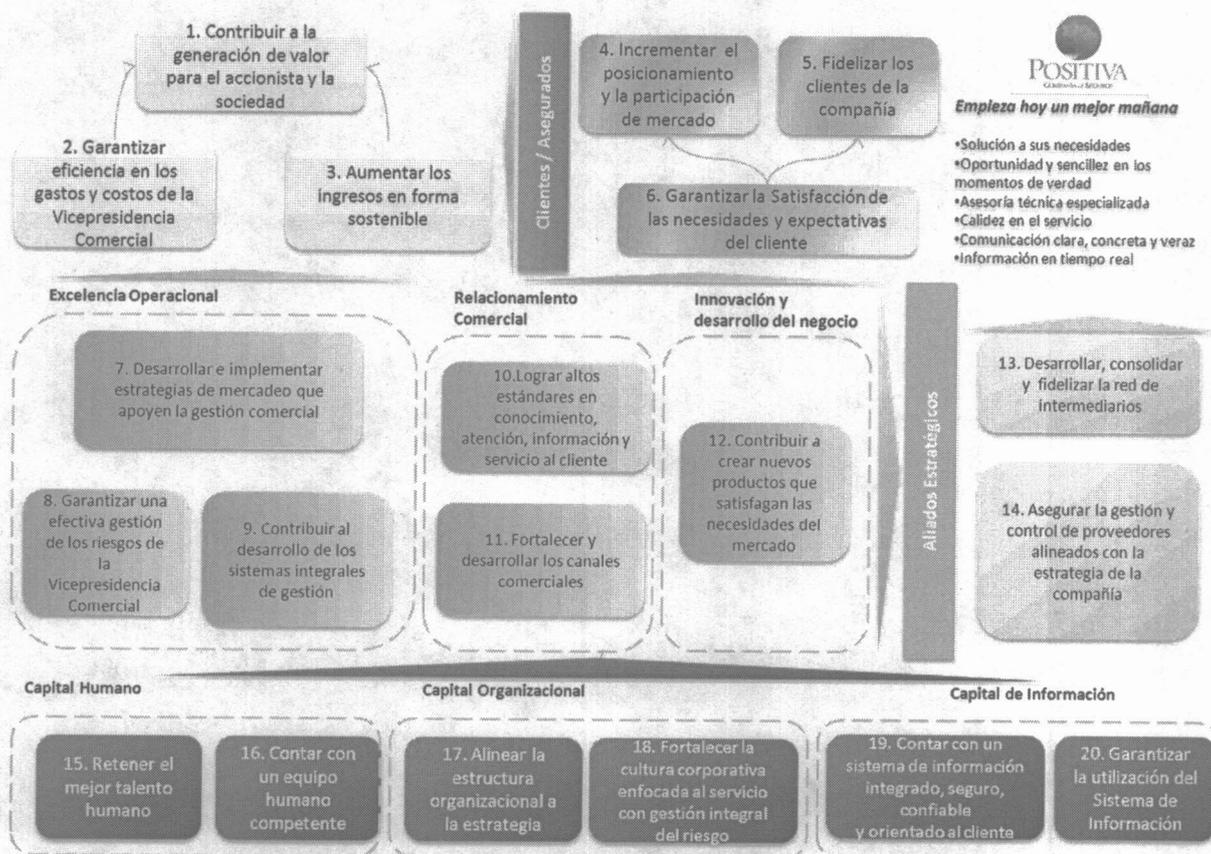 1. Contribuir a la
generación de valor
para el accionista y la
sociedad
2. Garantizar
eficiencia en los
gastos y costos de la
Vicepresidencia
Comercial
3. Aumentar los
ingresos en forma
sostenible
Clientes / Asegurados
4. Incrementar el
posicionamiento
y la participación
de mercado
5. Fidelizar los
clientes de la
compañía
6. Garantizar la Satisfacción de
las necesidades y expectativas
del cliente
POSITIVA
COMPAÑÍA DE SEGUROS
Empieza hoy un mejor mañana
•Solución a sus necesidades
•Oportunidad y sencillez en los
momentos de verdad
•Asesoría técnica especializada
•Calidez en el servicio
•Comunicación clara, concreta y veraz
•Información en tiempo real
Excelencia Operacional
7. Desarrollar e implementar
estrategias de mercadeo que
apoyen la gestión comercial
8. Garantizar una
efectiva gestión
de los riesgos de
la
Vicepresidencia
Comercial
9. Contribuir al
desarrollo de los
sistemas integrales
de gestión
Relacionamiento
Comercial
10.Lograr altos
estándares en
conocimiento,
atención, información y
servicio al cliente
11. Fortalecer y
desarrollar los canales
comerciales
Innovación y
desarrollo del negocio
12. Contribuir a
crear nuevos
productos que
satisfagan las
necesidades del
mercado
Aliados Estratégicos
13. Desarrollar, consolidar
y fidelizar la red de
intermediarios
14. Asegurar la gestión y
control de proveedores
alineados con la
estrategia de la
compañía
Capital Humano
15. Retener el
mejor talento
humano
16. Contar con
un equipo
humano
competente
Capital Organizacional
17. Alinear la
estructura
organizacional a
la estrategia
18. Fortalecer la
cultura corporativa
enfocada al servicio
con gestión integral
del riesgo
Capital de Información
19. Contar con un
sistema de información
integrado, seguro,
confiable
y orientado al cliente
20. Garantizar
la utilización del
Sistema de
Información